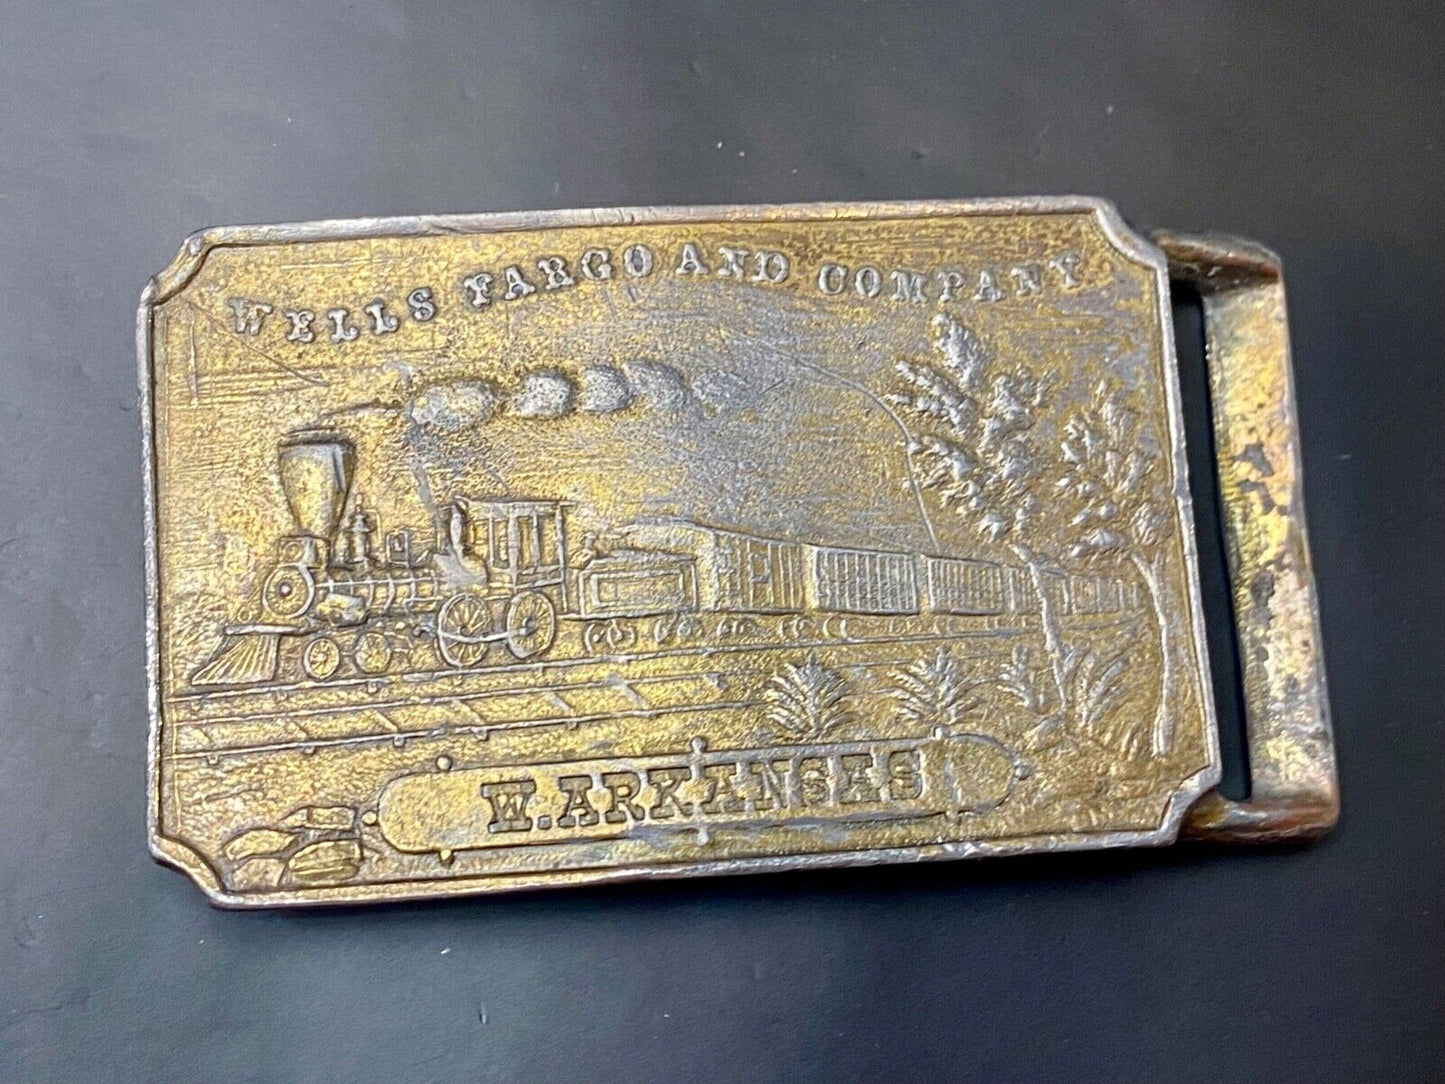 WELLS FARGO AND COMPANY
W. ARKANSAS